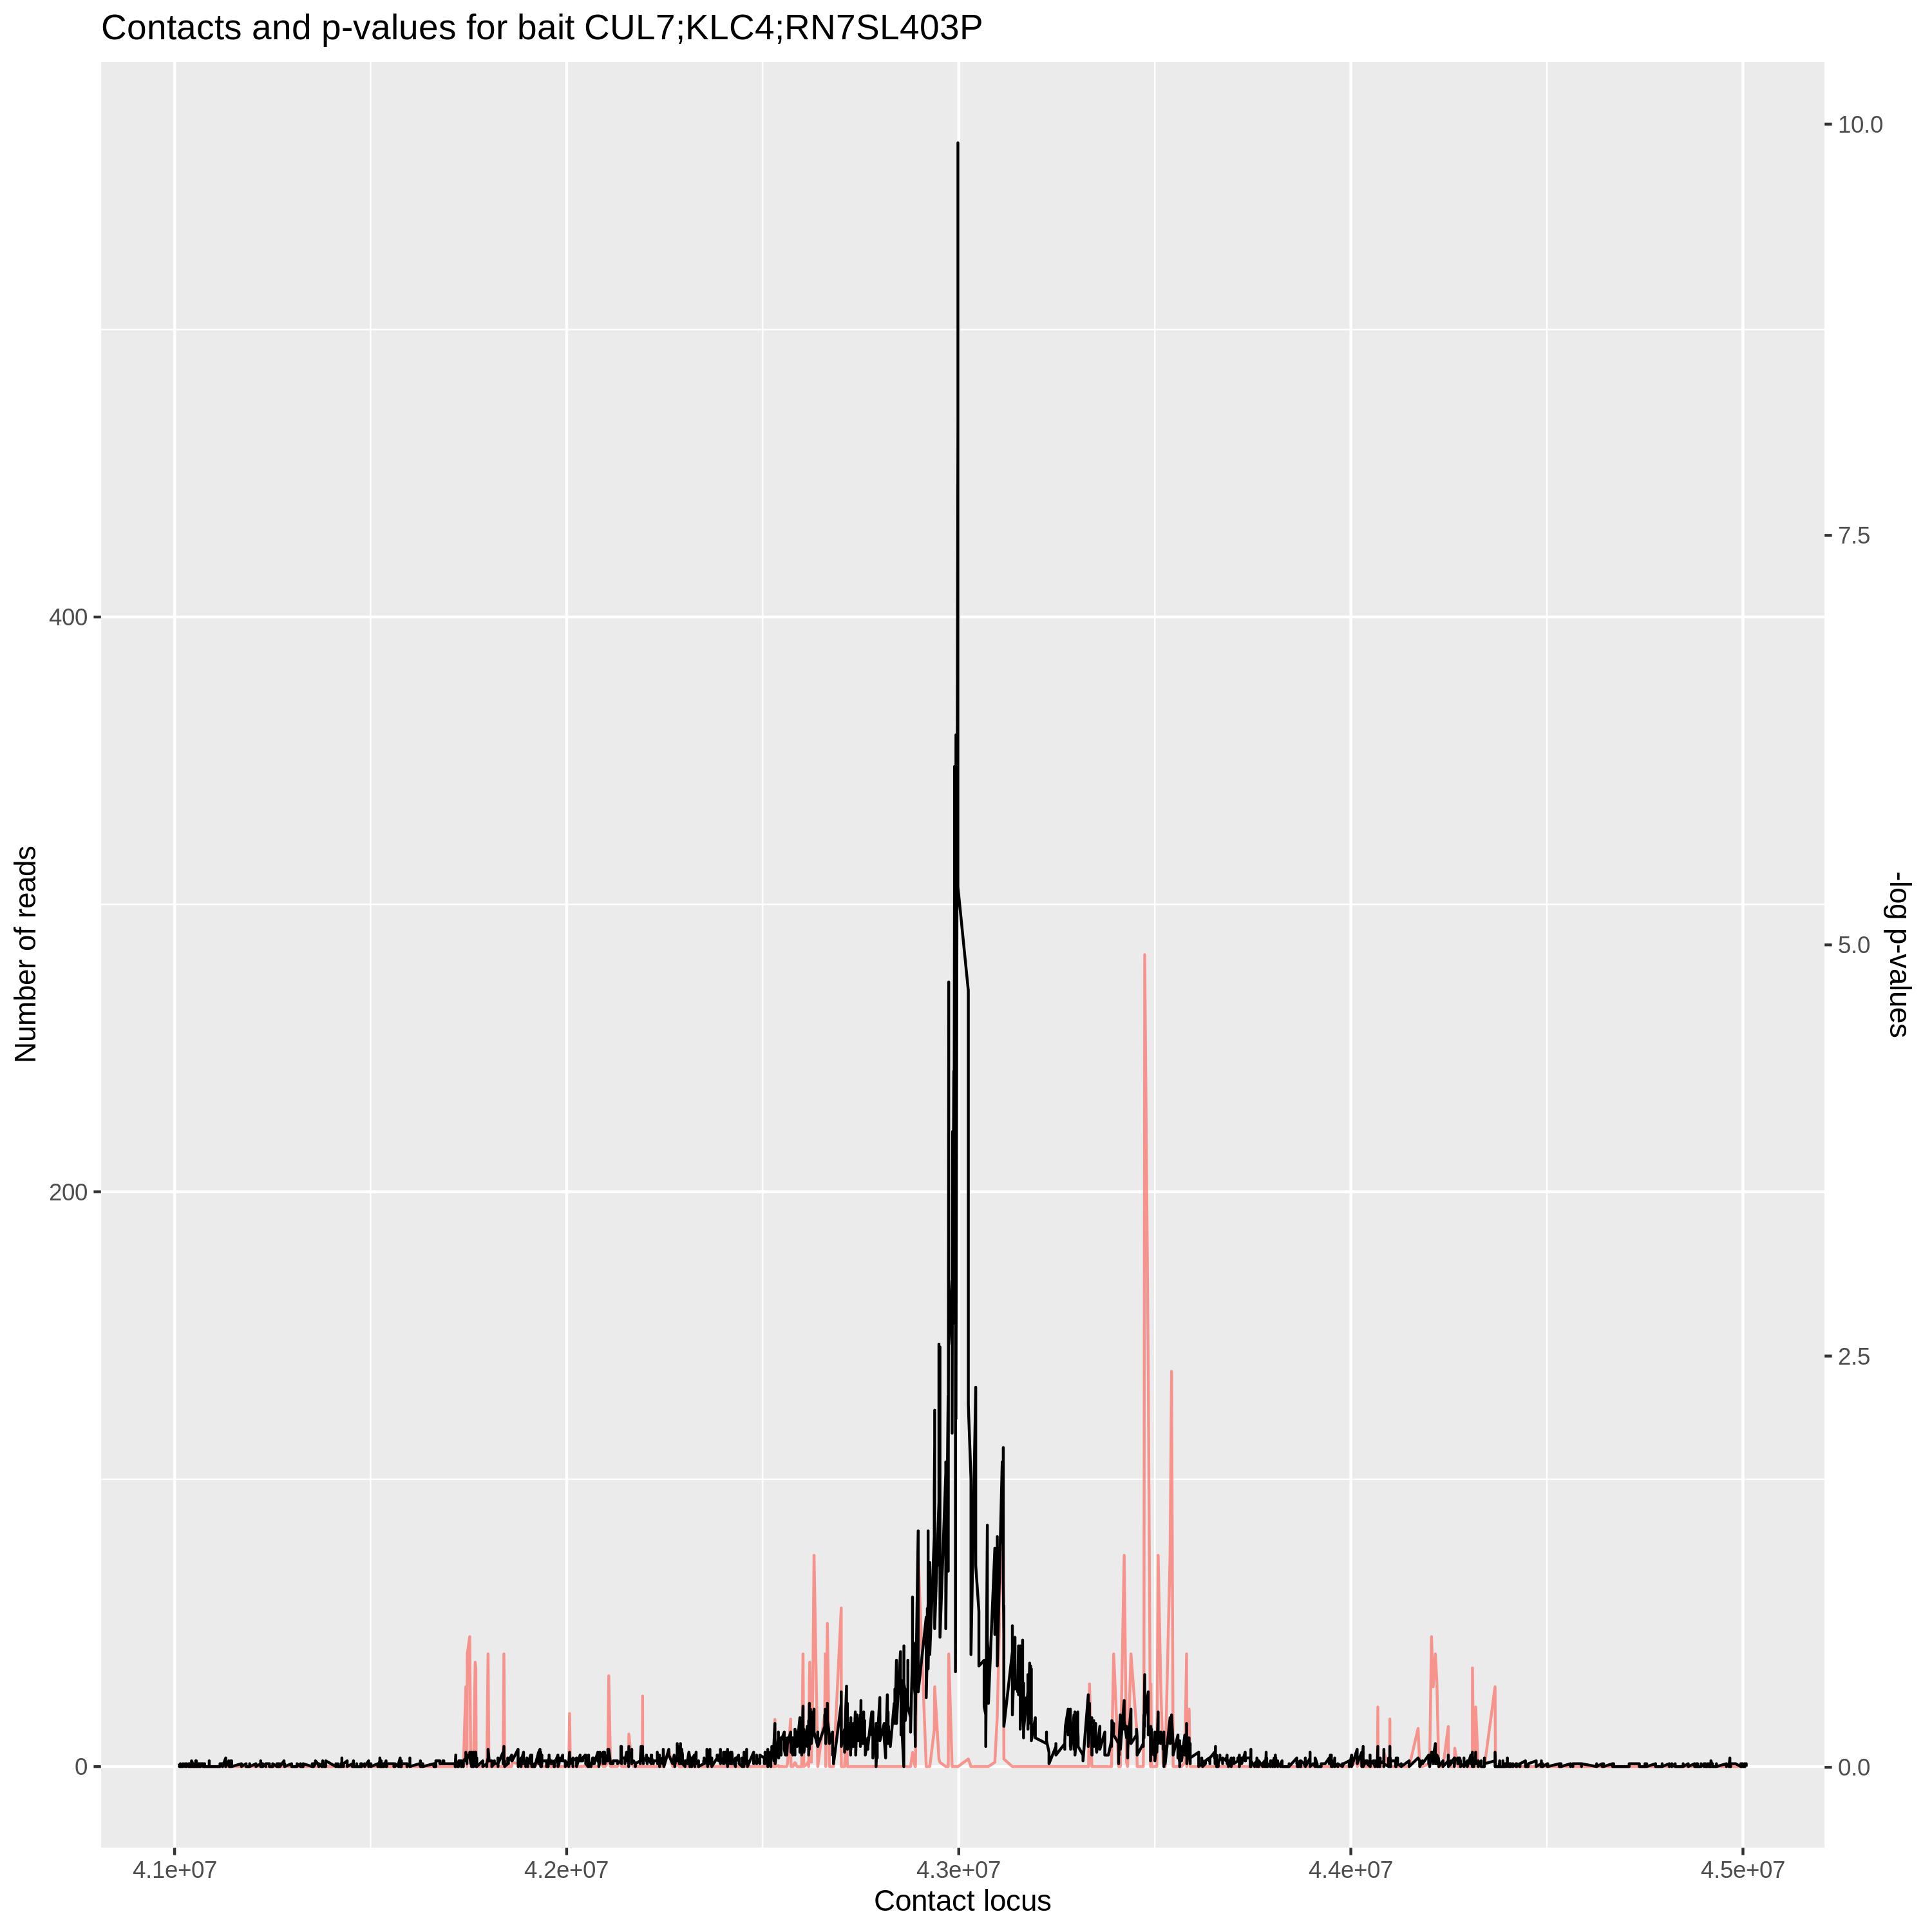 Contacts and p-values for bait CUL7;KLC4;RN7SL403P
10.0
7.5
400
5.0
Number of reads
-log p-values
200
2.5
0
0.0
4.1e+07 4.2e+07 4.3e+07 4.4e+07 4.5e+07
Contact locus